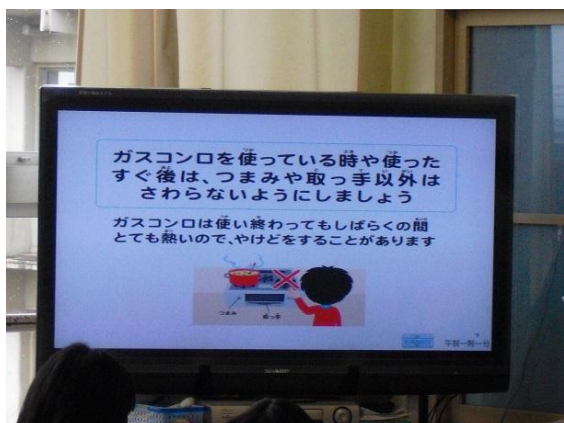 ガスコンロを使っている時や使った
すぐ後は、つまみや取っ手以外は
さわらないようにしましょう
ガスコンロは使い終わってもしばらくの間
とても熱いので、やけどをすることがあります
つまみ
取っ手
SHARP